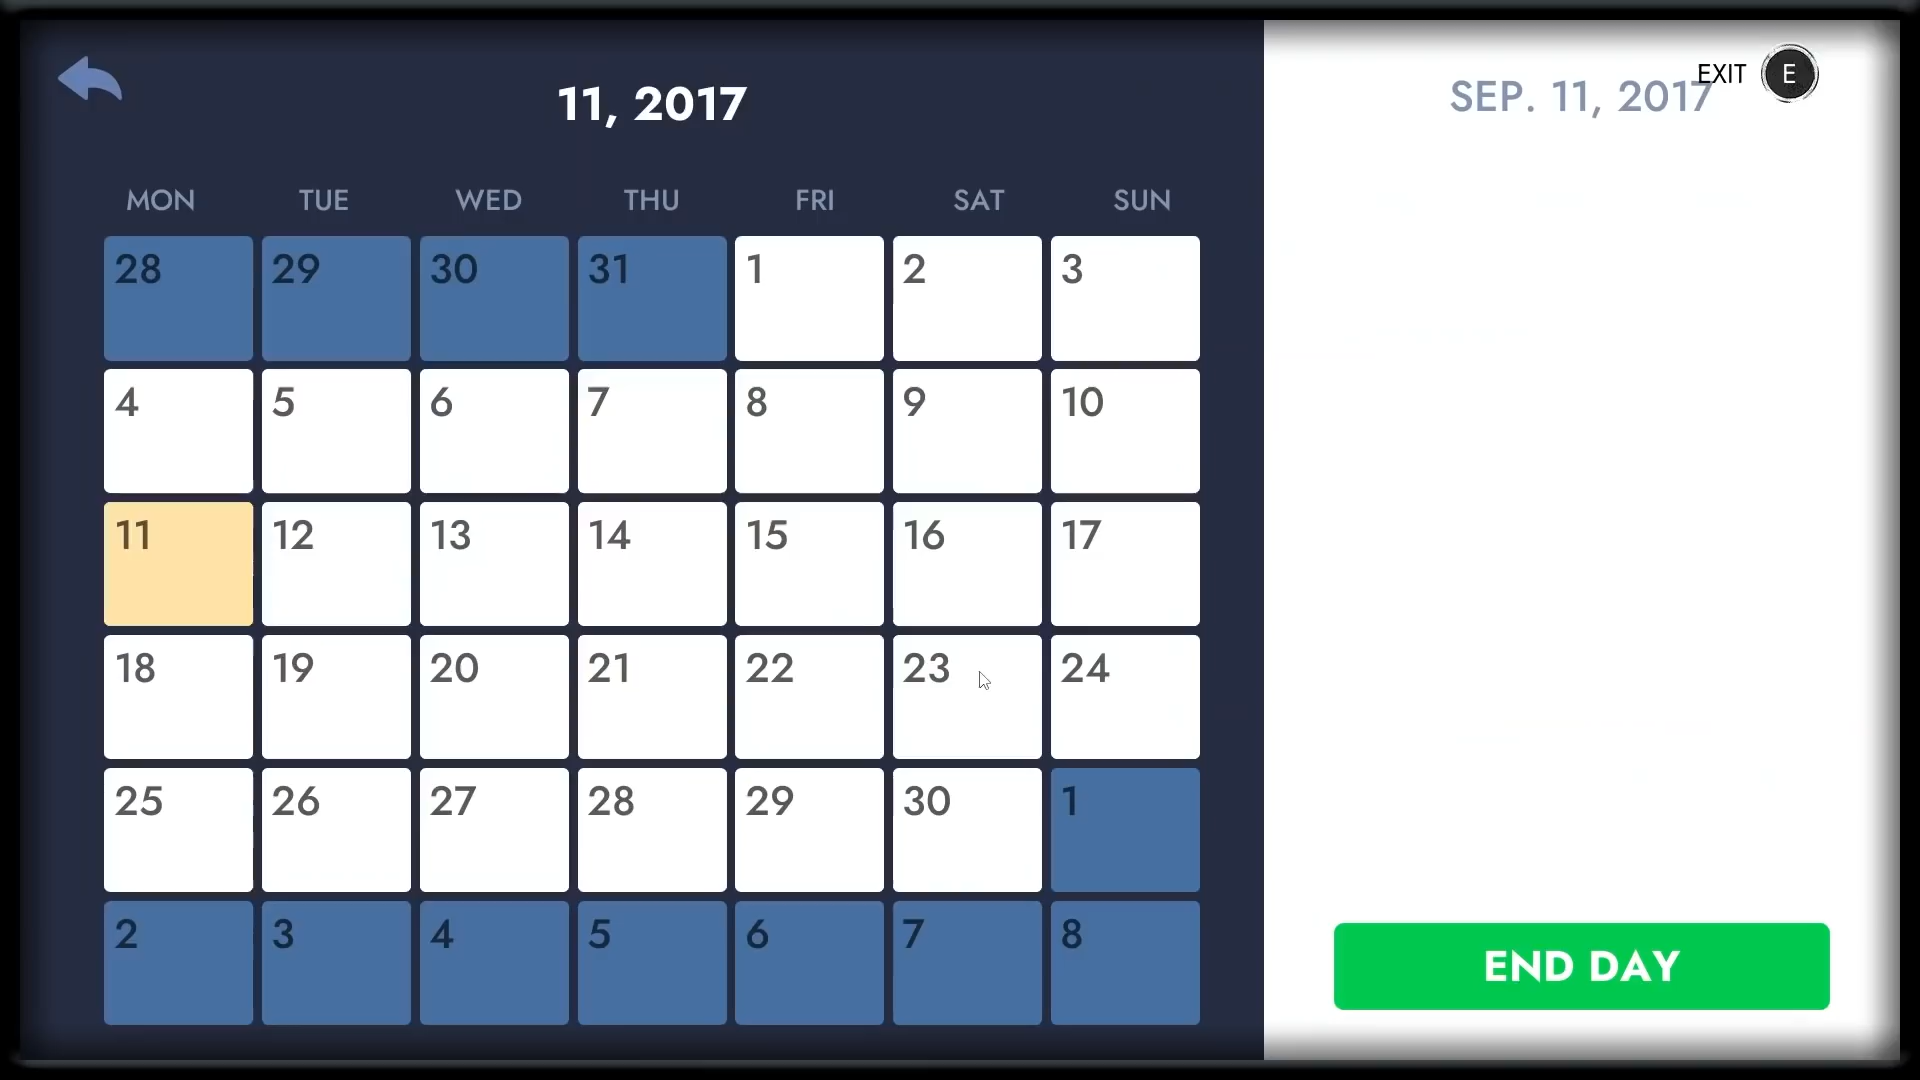 11, 2017
SEP. 11, 2017
EXIT E
MON TUE WED THU FRI SAT SUN
28 29 30 31 1 2 3
4 5 6 7 8 9 10
11 12 13 14 15 16 17
18 19 20 21 22 23 24
25 26 27 28 29 30 1
2 3 4 5 6 7 8
END DAY